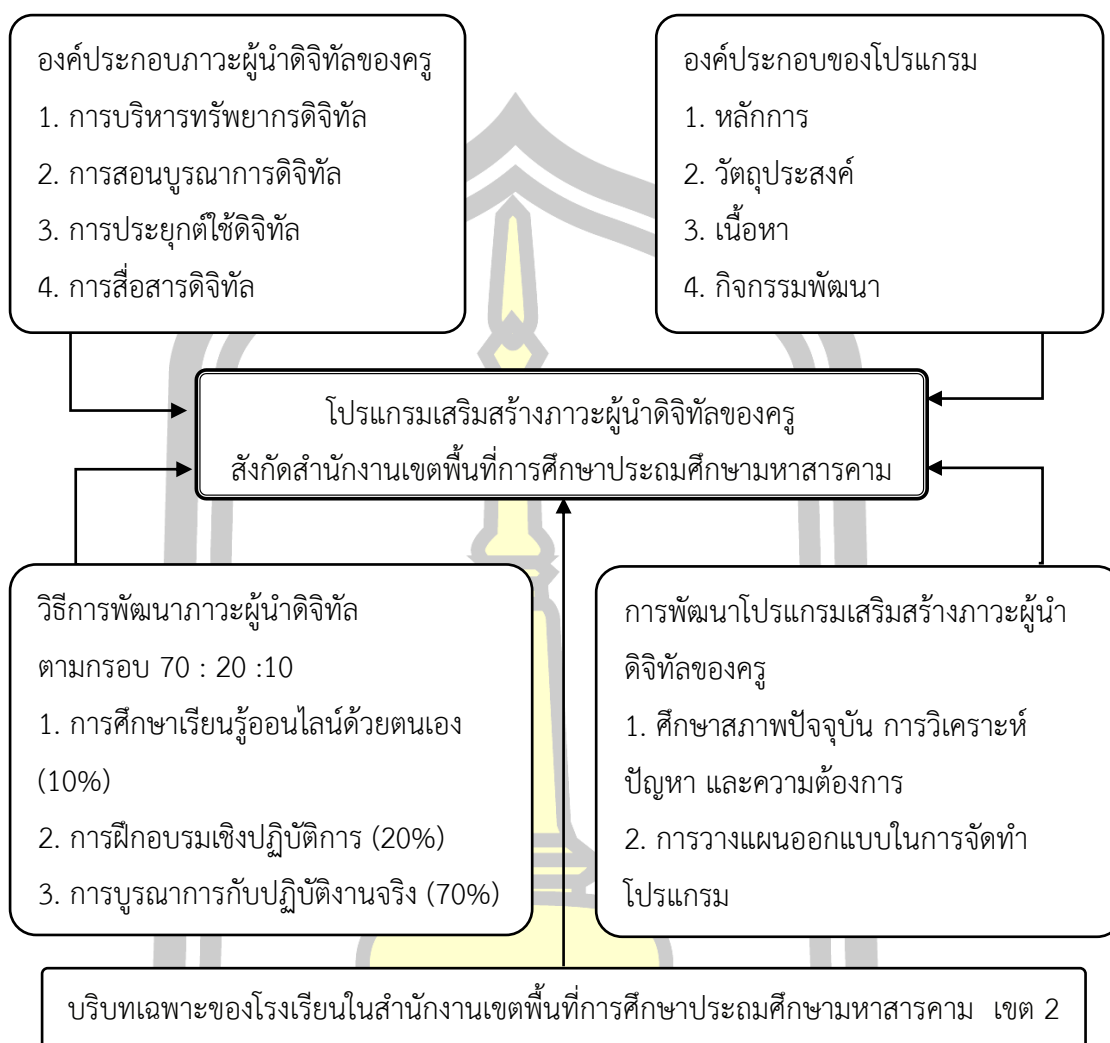 องค์ประกอบภาวะผู้นำดิจิทัลของครู
1. การบริหารทรัพยากรดิจิทัล
2. การสอนบูรณาการดิจิทัล
3. การประยุกต์ใช้ดิจิทัล
4. การสื่อสารดิจิทัล
องค์ประกอบของโปรแกรม
1. หลักการ
2. วัตถุประสงค์
3. เนื้อหา
4. กิจกรรมพัฒนา
โปรแกรมเสริมสร้างภาวะผู้นำดิจิทัลของครู
สังกัดสำนักงานเขตพื้นที่การศึกษาประถมศึกษามหาสารคาม
วิธีการพัฒนาภาวะผู้นำดิจิทัล
ตามกรอบ 70 : 20 :10
1. การศึกษาเรียนรู้ออนไลน์ด้วยตนเอง
(10%)
2. การฝึกอบรมเชิงปฏิบัติการ (20%)
3. การบูรณาการกับปฏิบัติงานจริง (70%)
การพัฒนาโปรแกรมเสริมสร้างภาวะผู้นำ
ดิจิทัลของครู
1. ศึกษาสภาพปัจจุบัน การวิเคราะห์
ปัญหา และความต้องการ
2. การวางแผนออกแบบในการจัดทำ
โปรแกรม
บริบทเฉพาะของโรงเรียนในสำนักงานเขตพื้นที่การศึกษาประถมศึกษามหาสารคาม เขต 2